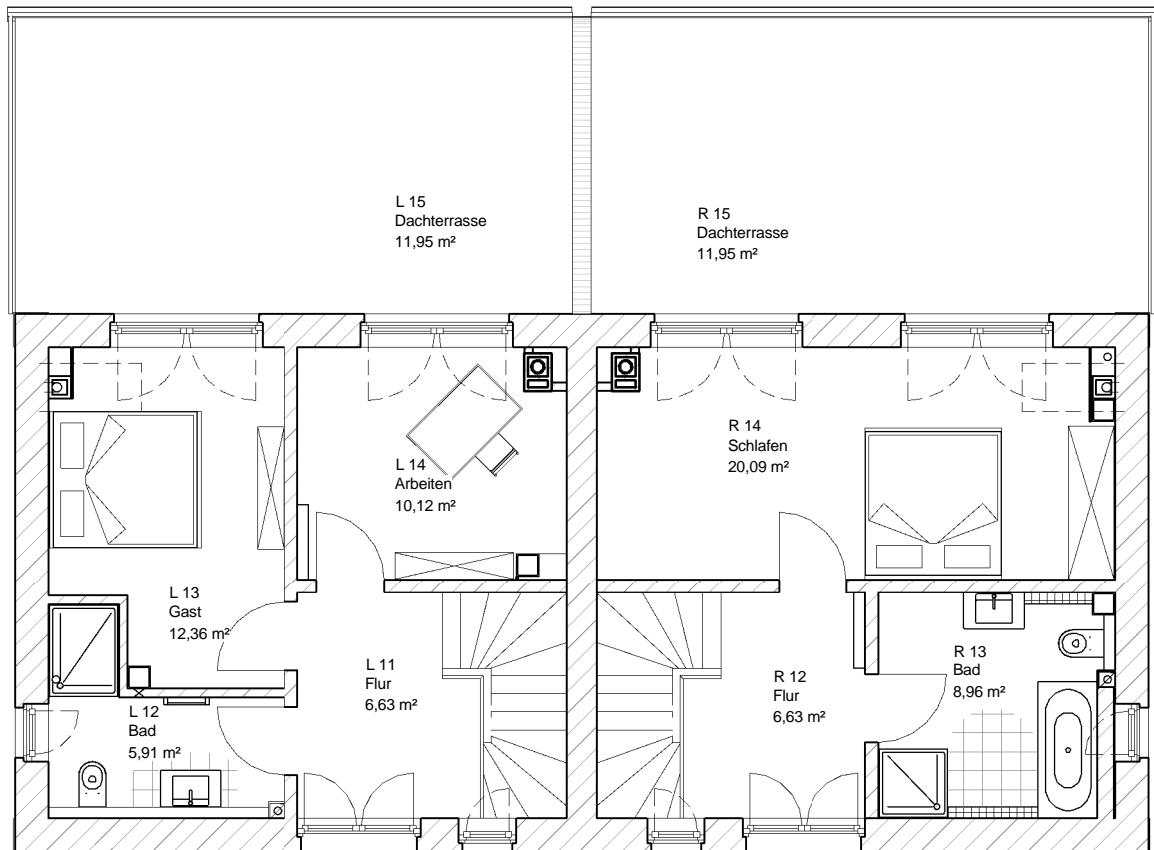 L 15
Dachterrasse
11,95 m²
R 15
Dachterrasse
11,95 m²
L 14
Arbeiten
10,12 m²
R 14
Schlafen
20,09 m²
L 13
Gast
12,36 m²
L 11
Flur
6,63 m²
R 12
Flur
6,63 m²
R 13
Bad
8,96 m²
L 12
Bad
5,91 m²